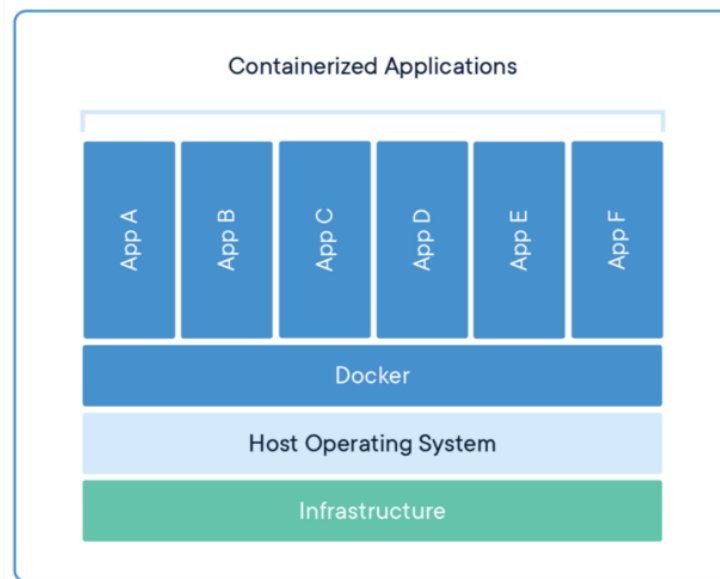 Containerized Applications
App A
App B
App C
App D
App E
App F
Docker
Host Operating System
Infrastructure